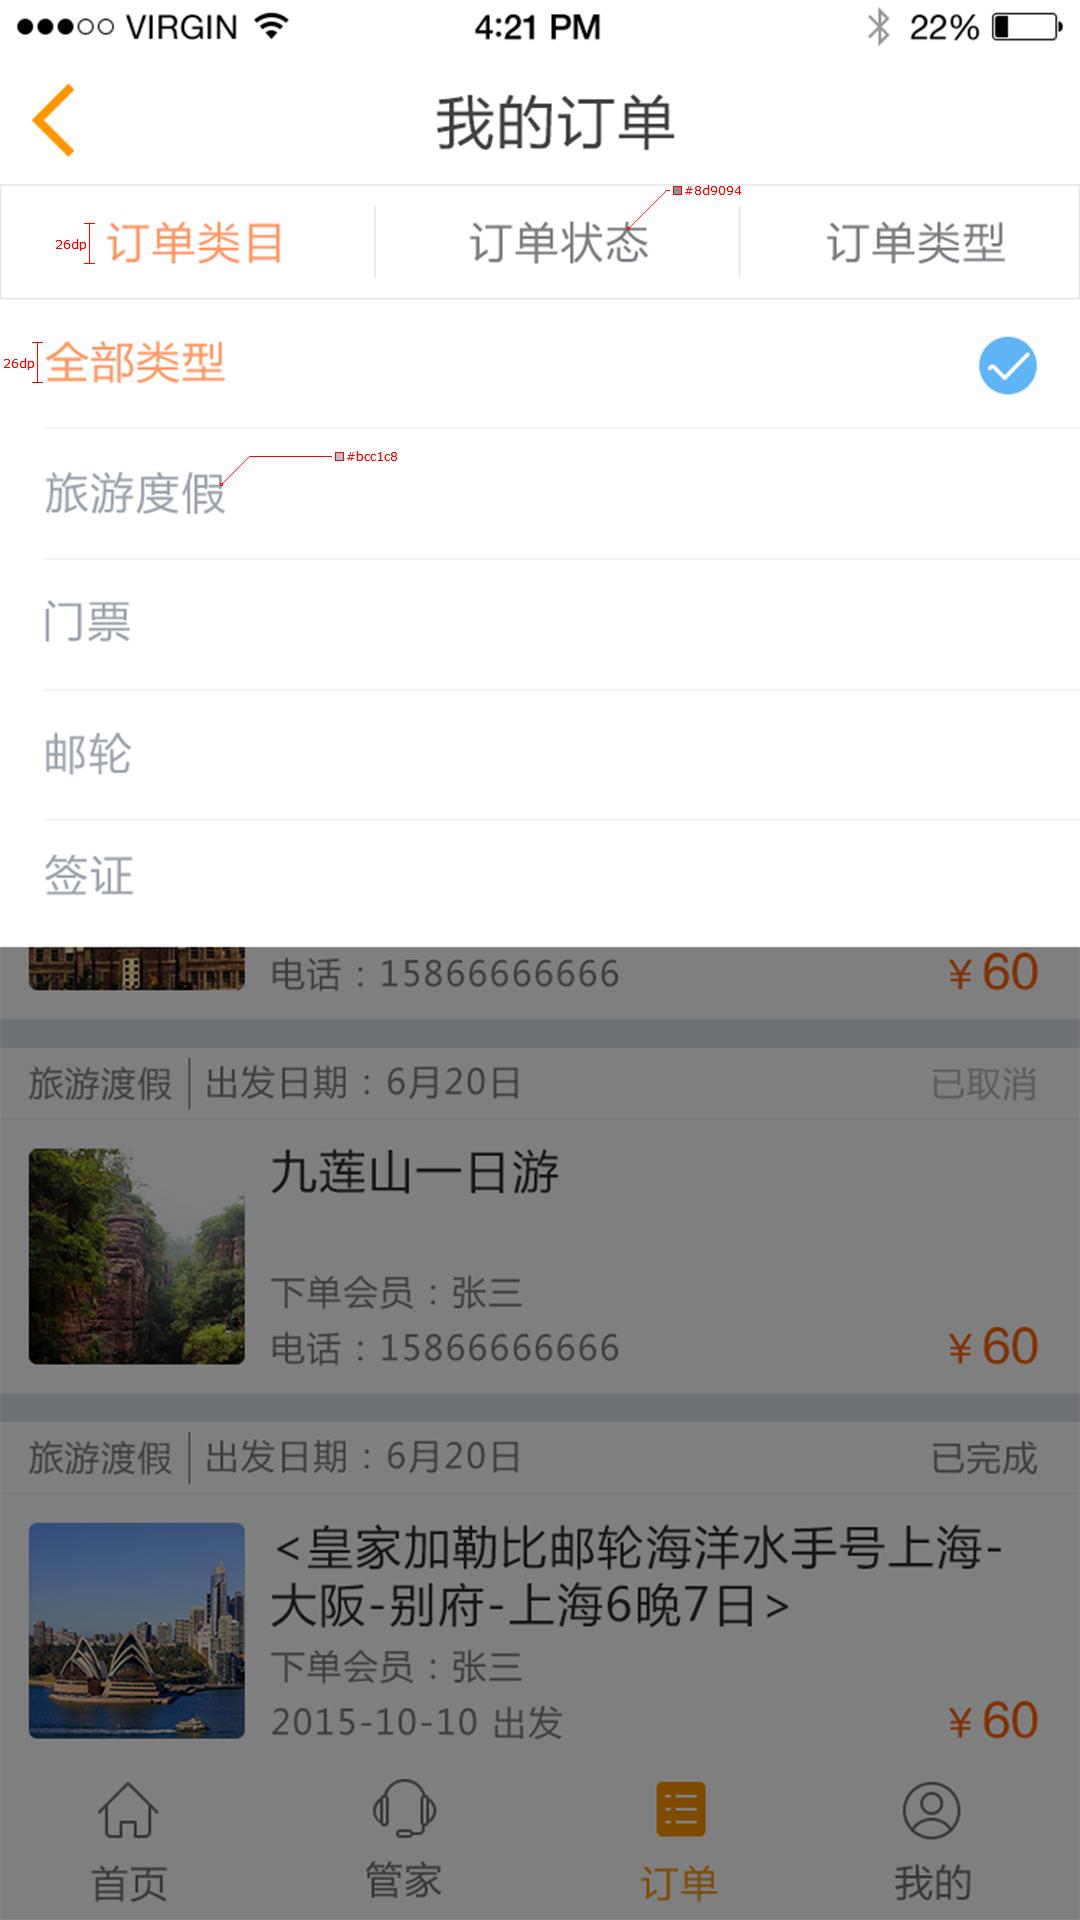 VIRGIN 4:21 PM 22%
我的订单
#8d9094
26dp 订单类目 订单状态 订单类型
26dp 全部类型
#bcc1c8
旅游度假
门票
邮轮
签证
电话：15866666666 ￥60
旅游渡假 出发日期：6月20日 已取消
九莲山一日游
下单会员：张三
电话：15866666666 ￥60
旅游渡假 出发日期：6月20日 已完成
<皇家加勒比邮轮海洋水手号上海-
大阪-别府-上海6晚7日>
下单会员：张三
2015-10-10 出发 ￥60
首页 管家 订单 我的